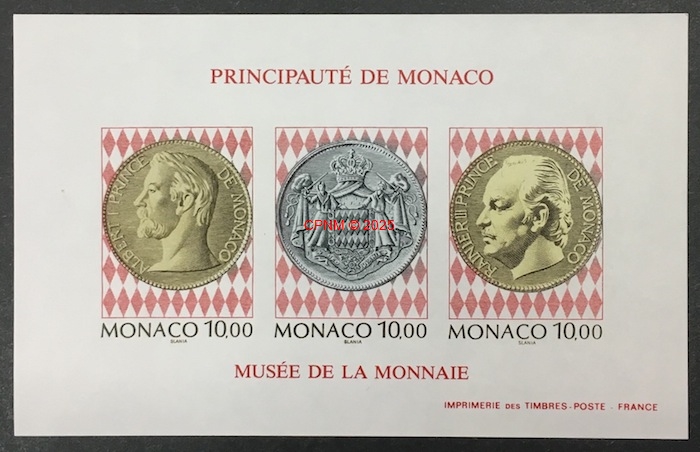 PRINCIPAUTÉ DE MONACO
ALBERT I PRINCE DE MONACO
RAINIER III PRINCE DE MONACO
CPNM © 2025
MONACO 10,00
SLANIA
MONACO 10,00
SLANIA
MONACO 10,00
SLANIA
MUSÉE DE LA MONNAIE
IMPRIMERIE DES TIMBRES-POSTE - FRANCE